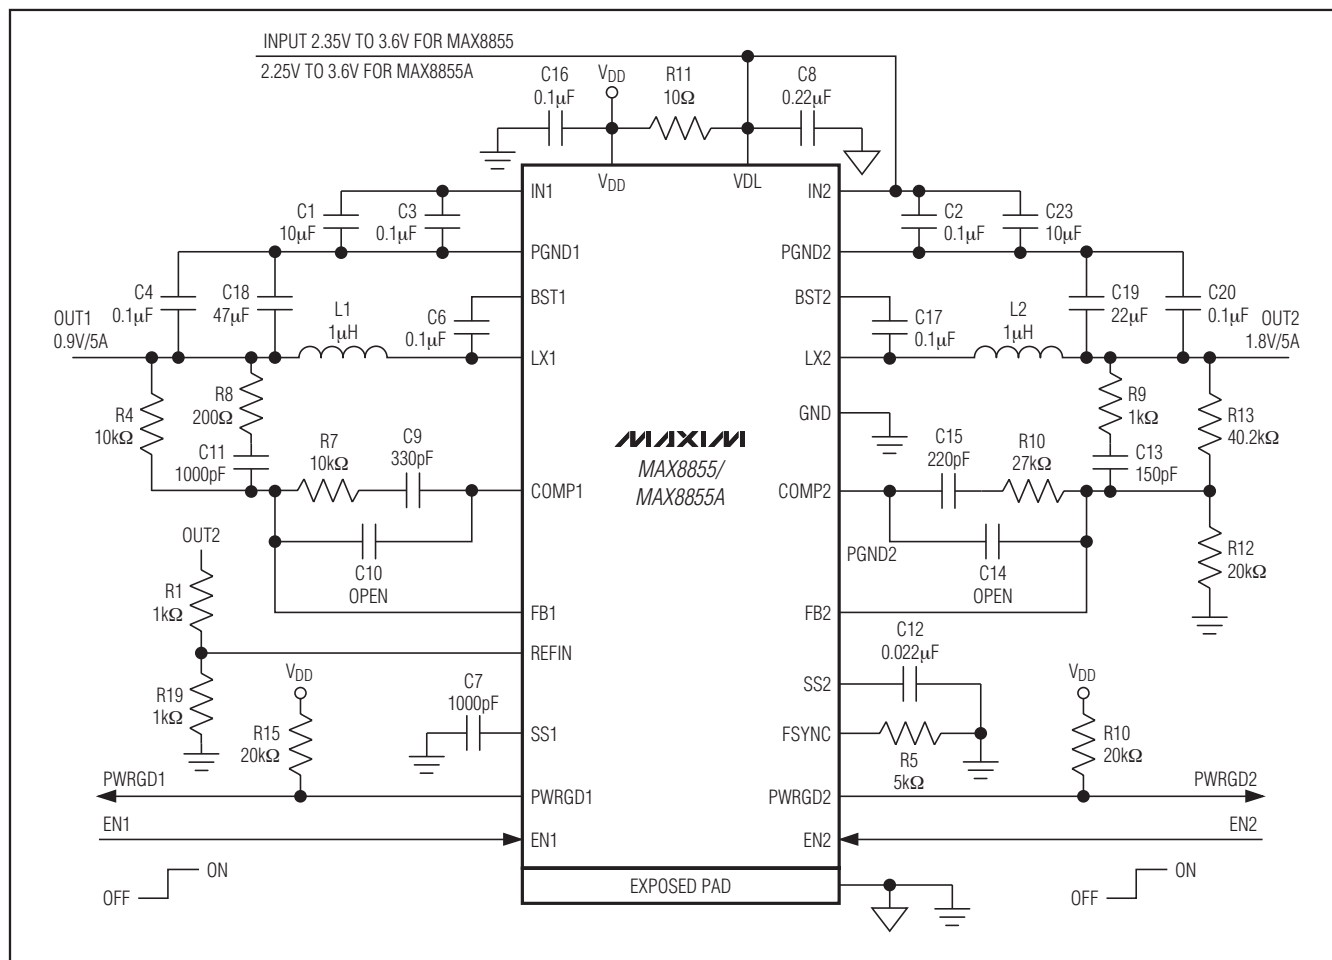 INPUT 2.35V TO 3.6V FOR MAX8855
2.25V TO 3.6V FOR MAX8855A
C16
0.1µF
VDD
R11
10Ω
C8
0.22µF
VDD
VDL
IN1
IN2
C1
10µF
C3
0.1µF
C2
0.1µF
C23
10µF
PGND1
PGND2
C4
0.1µF
C18
47µF
L1
1µH
C6
0.1µF
BST1
BST2
C17
0.1µF
L2
1µH
C19
22µF
C20
0.1µF
OUT1
0.9V/5A
OUT2
1.8V/5A
LX1
LX2
R4
10kΩ
R8
200Ω
C11
1000pF
R7
10kΩ
C9
330pF
GND
MAXIM
MAX8855/
MAX8855A
C15
220pF
R10
27kΩ
R9
1kΩ
C13
150pF
R13
40.2kΩ
COMP1
COMP2
C10
OPEN
PGND2
C14
OPEN
R12
20kΩ
OUT2
R1
1kΩ
FB1
FB2
REFIN
R19
1kΩ
VDD
R15
20kΩ
C7
1000pF
SS1
C12
0.022µF
SS2
FSYNC
R5
5kΩ
VDD
R10
20kΩ
PWRGD1
PWRGD1
PWRGD2
PWRGD2
EN1
EN1
EN2
EN2
OFF
ON
EXPOSED PAD
OFF
ON